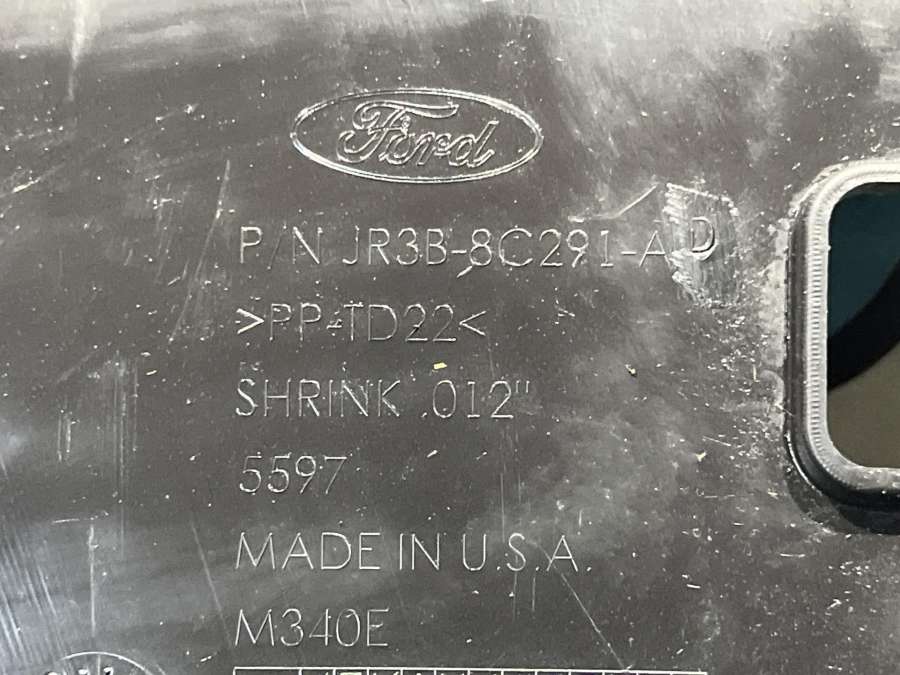 Ford
P/N JR3B-8C291-AD
>PP-TD22<
SHRINK .012"
5597
MADE IN U.S.A.
M340E